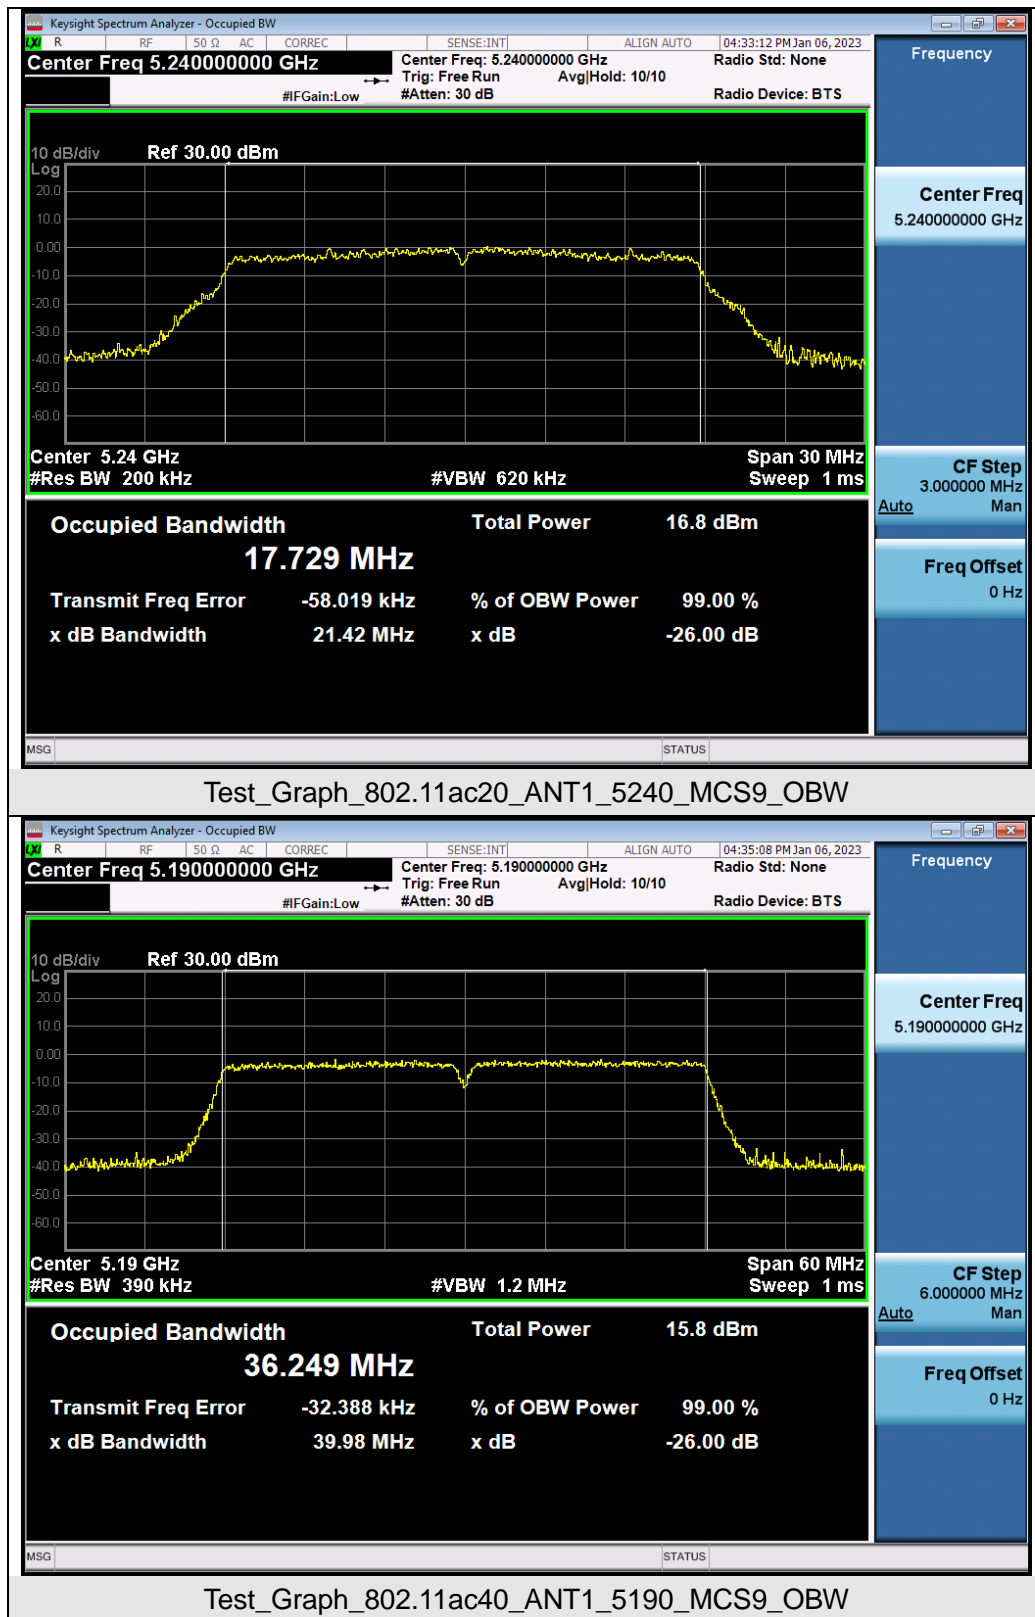 Keysight Spectrum Analyzer - Occupied BW
LXI R RF 50 Ω AC CORREC SENSE:INT ALIGN AUTO 04:33:12 PM Jan 06, 2023
Center Freq 5.240000000 GHz
Center Freq: 5.240000000 GHz
Radio Std: None
Trig: Free Run Avg|Hold: 10/10
#IFGain:Low
#Atten: 30 dB
Radio Device: BTS
10 dB/div Ref 30.00 dBm
Log
20.0
10.0
0.00
-10.0
-20.0
-30.0
-40.0
-50.0
-60.0
Center 5.24 GHz Span 30 MHz
#Res BW 200 kHz #VBW 620 kHz Sweep 1 ms
Occupied Bandwidth Total Power 16.8 dBm
17.729 MHz
Transmit Freq Error -58.019 kHz % of OBW Power 99.00 %
x dB Bandwidth 21.42 MHz x dB -26.00 dB
MSG STATUS
Frequency
Center Freq
5.240000000 GHz
CF Step
3.000000 MHz
Auto Man
Freq Offset
0 Hz
Test_Graph_802.11ac20_ANT1_5240_MCS9_OBW
Keysight Spectrum Analyzer - Occupied BW
LXI R RF 50 Ω AC CORREC SENSE:INT ALIGN AUTO 04:35:08 PM Jan 06, 2023
Center Freq 5.190000000 GHz
Center Freq: 5.190000000 GHz
Radio Std: None
Trig: Free Run Avg|Hold: 10/10
#IFGain:Low
#Atten: 30 dB
Radio Device: BTS
10 dB/div Ref 30.00 dBm
Log
20.0
10.0
0.00
-10.0
-20.0
-30.0
-40.0
-50.0
-60.0
Center 5.19 GHz Span 60 MHz
#Res BW 390 kHz #VBW 1.2 MHz Sweep 1 ms
Occupied Bandwidth Total Power 15.8 dBm
36.249 MHz
Transmit Freq Error -32.388 kHz % of OBW Power 99.00 %
x dB Bandwidth 39.98 MHz x dB -26.00 dB
MSG STATUS
Frequency
Center Freq
5.190000000 GHz
CF Step
6.000000 MHz
Auto Man
Freq Offset
0 Hz
Test_Graph_802.11ac40_ANT1_5190_MCS9_OBW